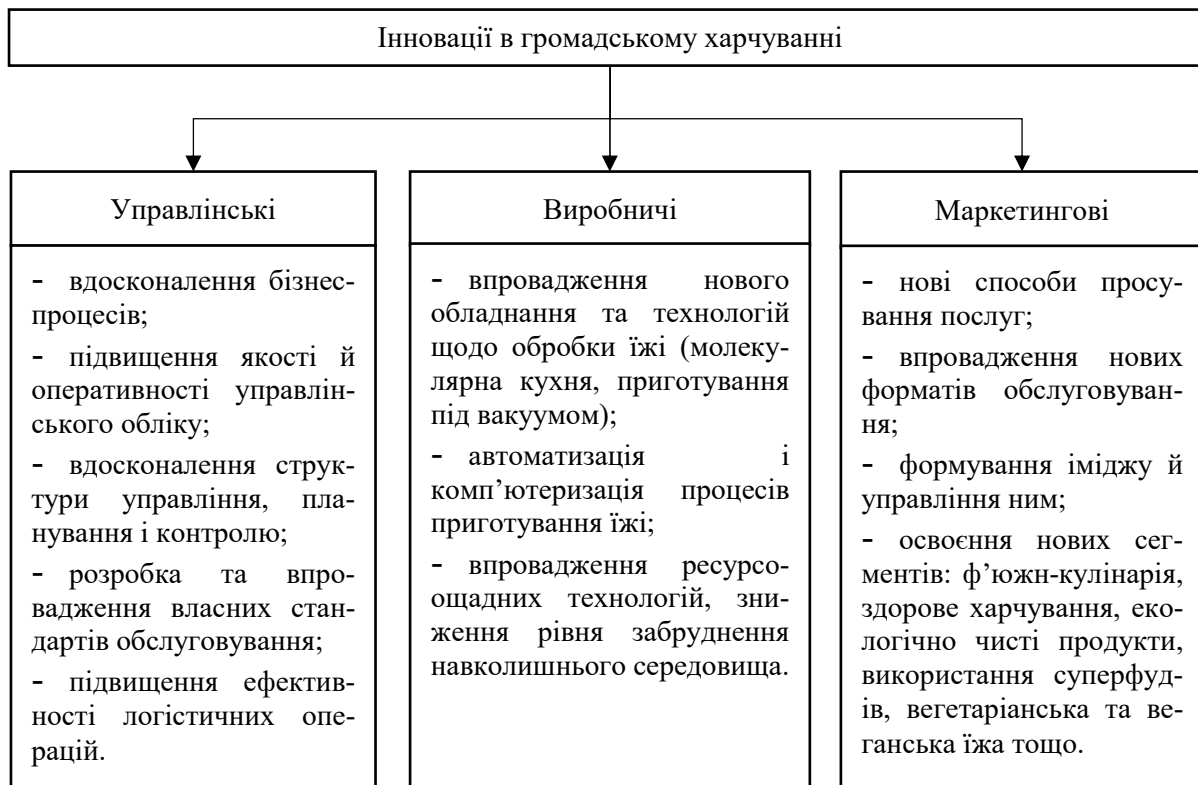 Інновації в громадському харчуванні
Управлінські
- вдосконалення бізнес-
процесів;
- підвищення якості й
оперативності управлін-
ського обліку;
- вдосконалення струк-
тури управління, пла-
нування і контролю;
- розробка та впро-
вадження власних стан-
дартів обслуговування;
- підвищення ефектив-
ності логістичних опе-
рацій.
Виробничі
- впровадження нового
обладнання та технологій
щодо обробки їжі (молеку-
лярна кухня, приготування
під вакуумом);
- автоматизація і
комп’ютеризація процесів
приготування їжі;
- впровадження ресурсо-
ощадних технологій, зни-
ження рівня забруднення
навколишнього середовища.
Маркетингові
- нові способи просу-
вання послуг;
- впровадження нових
форматів обслуговуван-
ня;
- формування іміджу й
управління ним;
- освоєння нових сег-
ментів: ф’южн-кулінарія,
здорове харчування, еко-
логічно чисті продукти,
використання суперфуд-
ів, вегетаріанська та ве-
ганська їжа тощо.